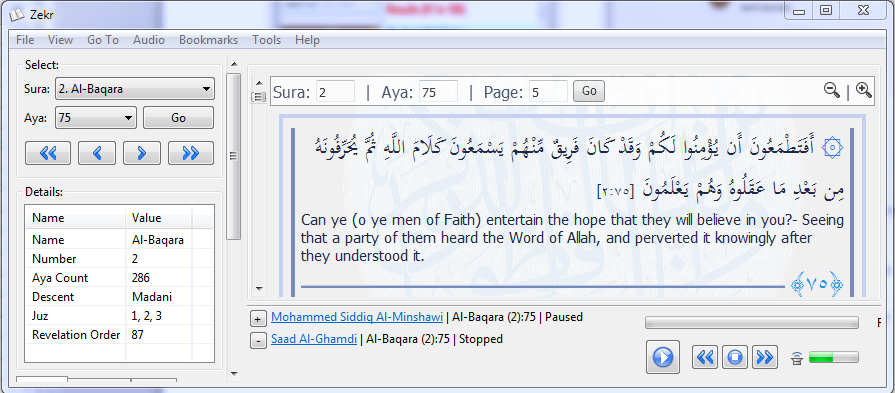 Zekr
File View Go To Audio Bookmarks Tools Help
Select:
Sura: 2. Al-Baqara
Aya: 75 Go
Details:
Name Value
Name Al-Baqara
Number 2
Aya Count 286
Descent Madani
Juz 1, 2, 3
Revelation Order 87
Sura: 2 | Aya: 75 | Page: 5 Go
۞ أَفَتَطْمَعُونَ أَن يُؤْمِنُوا لَكُمْ وَقَدْ كَانَ فَرِيقٌ مِّنْهُمْ يَسْمَعُونَ كَلَامَ اللَّهِ ثُمَّ يُحَرِّفُونَهُ
مِن بَعْدِ مَا عَقَلُوهُ وَهُمْ يَعْلَمُونَ [٢:٧٥]
Can ye (o ye men of Faith) entertain the hope that they will believe in you?- Seeing
that a party of them heard the Word of Allah, and perverted it knowingly after
they understood it.
﴿٧٥﴾
+ Mohammed Siddiq Al-Minshawi | Al-Baqara (2):75 | Paused
- Saad Al-Ghamdi | Al-Baqara (2):75 | Stopped